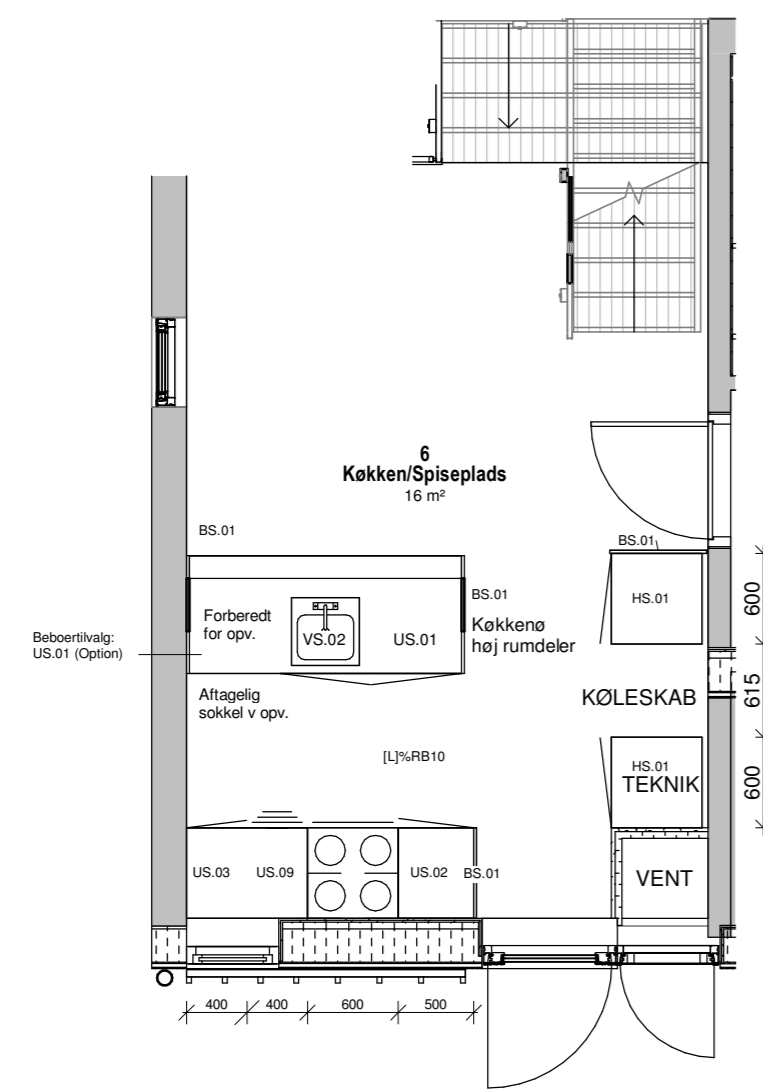 6
Køkken/Spiseplads
16 m²
BS.01
BS.01
HS.01
600
BS.01
Køkkenø
høj rumdeler
Forberedt
for opv.
VS.02
US.01
Beboertilvalg:
US.01 (Option)
Aftagelig
sokkel v opv.
KØLESKAB
615
[L]%RB10
HS.01
TEKNIK
600
US.03
US.09
US.02
BS.01
VENT
400
400
600
500